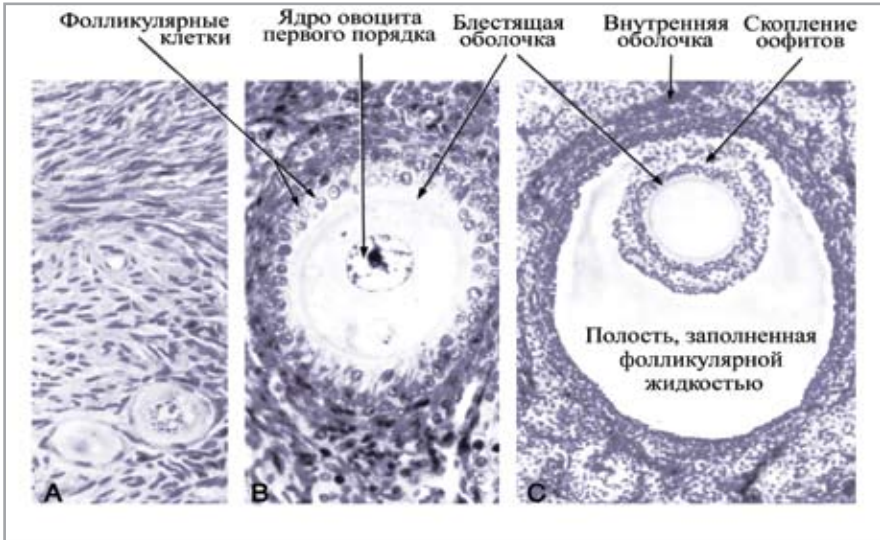 Фолликулярные
клетки
Ядро овоцита
первого порядка
Блестящая
оболочка
Внутренняя
оболочка
Скопление
оофитов
Полость, заполненная
фолликулярной
жидкостью
A
B
C